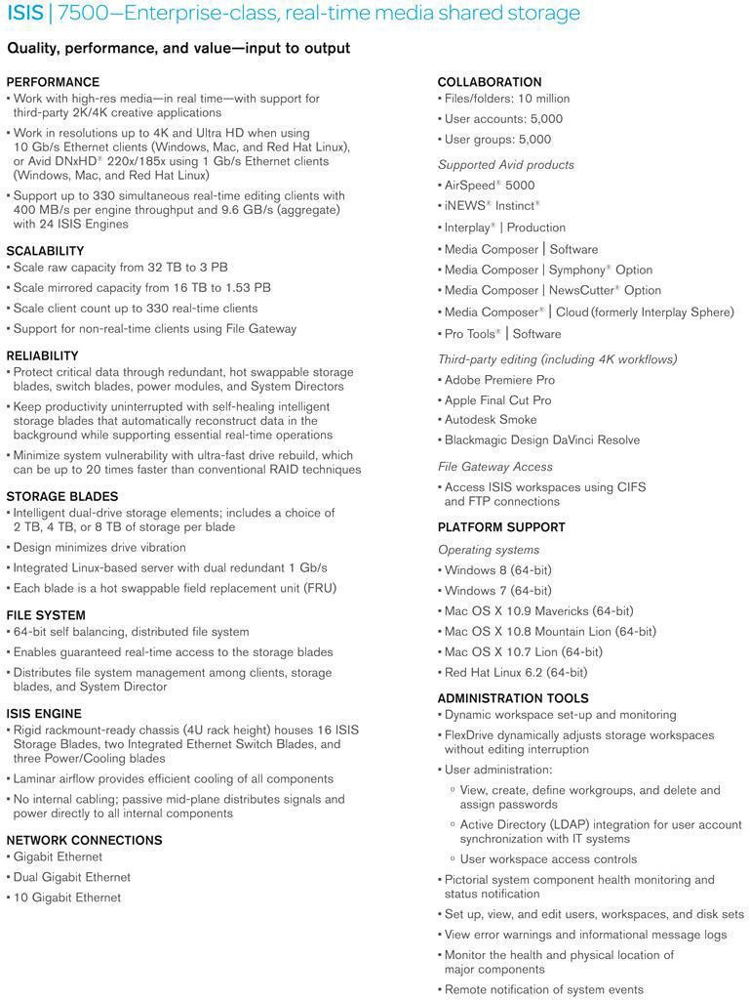 ISIS | 7500—Enterprise-class, real-time media shared storage
Quality, performance, and value—input to output
PERFORMANCE
▪ Work with high-res media—in real time—with support for
third-party 2K/4K creative applications
▪ Work in resolutions up to 4K and Ultra HD when using
10 Gb/s Ethernet clients (Windows, Mac, and Red Hat Linux),
or Avid DNxHD® 220x/185x using 1 Gb/s Ethernet clients
(Windows, Mac, and Red Hat Linux)
▪ Support up to 330 simultaneous real-time editing clients with
400 MB/s per engine throughput and 9.6 GB/s (aggregate)
with 24 ISIS Engines
SCALABILITY
▪ Scale raw capacity from 32 TB to 3 PB
▪ Scale mirrored capacity from 16 TB to 1.53 PB
▪ Scale client count up to 330 real-time clients
▪ Support for non-real-time clients using File Gateway
RELIABILITY
▪ Protect critical data through redundant, hot swappable storage
blades, switch blades, power modules, and System Directors
▪ Keep productivity uninterrupted with self-healing intelligent
storage blades that automatically reconstruct data in the
background while supporting essential real-time operations
▪ Minimize system vulnerability with ultra-fast drive rebuild, which
can be up to 20 times faster than conventional RAID techniques
STORAGE BLADES
▪ Intelligent dual-drive storage elements; includes a choice of
2 TB, 4 TB, or 8 TB of storage per blade
▪ Design minimizes drive vibration
▪ Integrated Linux-based server with dual redundant 1 Gb/s
▪ Each blade is a hot swappable field replacement unit (FRU)
FILE SYSTEM
▪ 64-bit self balancing, distributed file system
▪ Enables guaranteed real-time access to the storage blades
▪ Distributes file system management among clients, storage
blades, and System Director
ISIS ENGINE
▪ Rigid rackmount-ready chassis (4U rack height) houses 16 ISIS
Storage Blades, two Integrated Ethernet Switch Blades, and
three Power/Cooling blades
▪ Laminar airflow provides efficient cooling of all components
▪ No internal cabling; passive mid-plane distributes signals and
power directly to all internal components
NETWORK CONNECTIONS
▪ Gigabit Ethernet
▪ Dual Gigabit Ethernet
▪ 10 Gigabit Ethernet
COLLABORATION
▪ Files/folders: 10 million
▪ User accounts: 5,000
▪ User groups: 5,000
Supported Avid products
▪ AirSpeed® 5000
▪ iNEWS® Instinct®
▪ Interplay® | Production
▪ Media Composer | Software
▪ Media Composer | Symphony® Option
▪ Media Composer | NewsCutter® Option
▪ Media Composer® | Cloud (formerly Interplay Sphere)
▪ Pro Tools® | Software
Third-party editing (including 4K workflows)
▪ Adobe Premiere Pro
▪ Apple Final Cut Pro
▪ Autodesk Smoke
▪ Blackmagic Design DaVinci Resolve
File Gateway Access
▪ Access ISIS workspaces using CIFS
and FTP connections
PLATFORM SUPPORT
Operating systems
▪ Windows 8 (64-bit)
▪ Windows 7 (64-bit)
▪ Mac OS X 10.9 Mavericks (64-bit)
▪ Mac OS X 10.8 Mountain Lion (64-bit)
▪ Mac OS X 10.7 Lion (64-bit)
▪ Red Hat Linux 6.2 (64-bit)
ADMINISTRATION TOOLS
▪ Dynamic workspace set-up and monitoring
▪ FlexDrive dynamically adjusts storage workspaces
without editing interruption
▪ User administration:
○ View, create, define workgroups, and delete and
assign passwords
○ Active Directory (LDAP) integration for user account
synchronization with IT systems
○ User workspace access controls
▪ Pictorial system component health monitoring and
status notification
▪ Set up, view, and edit users, workspaces, and disk sets
▪ View error warnings and informational message logs
▪ Monitor the health and physical location of
major components
▪ Remote notification of system events